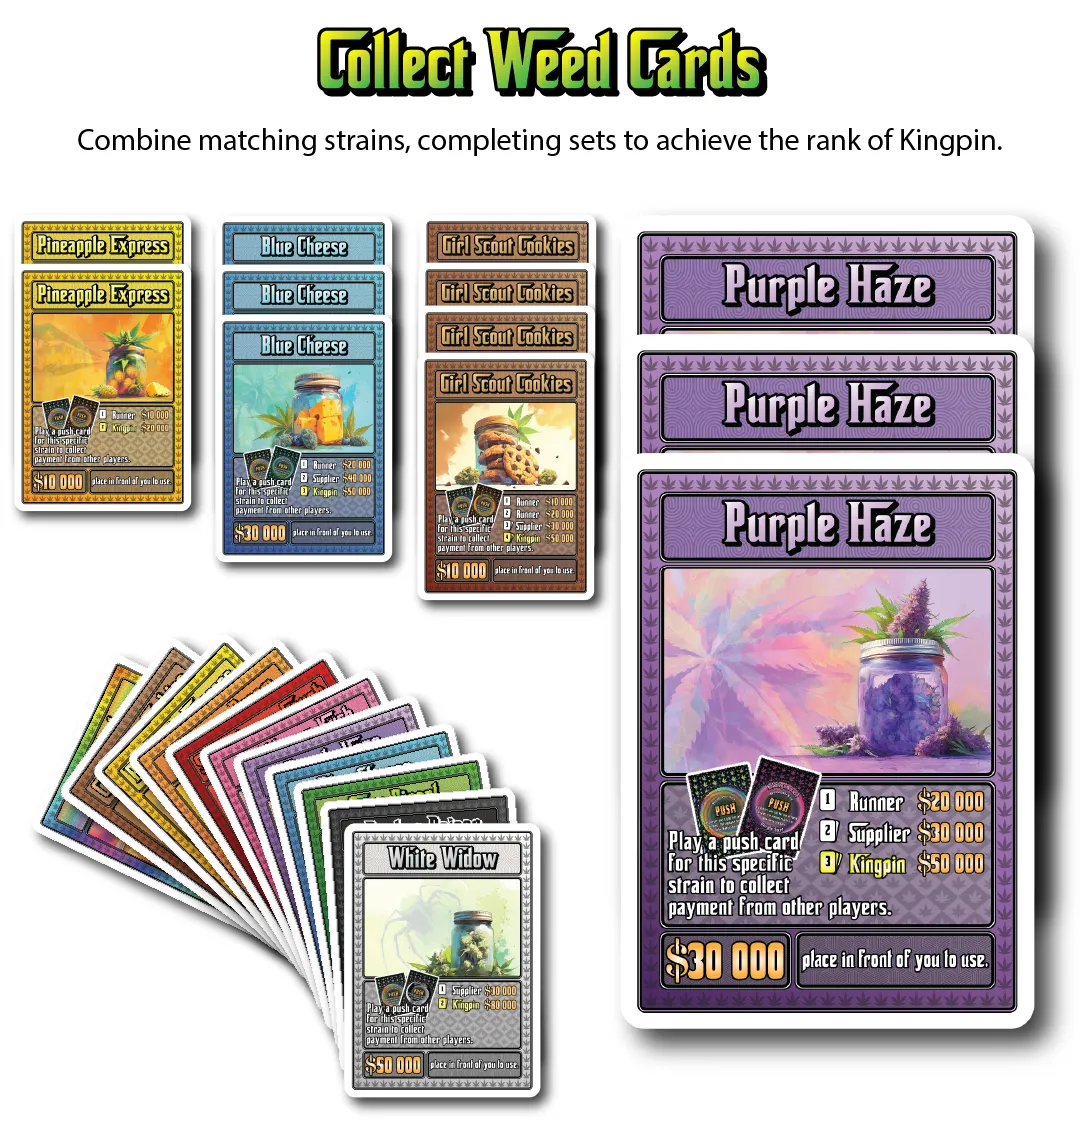 Collect Weed Cards
Combine matching strains, completing sets to achieve the rank of Kingpin.
Pineapple Express
Pineapple Express
1 Runner $10 000
2 Kingpin $20 000
Play a push card
for this specific
strain to collect
payment from other players.
$10 000
place in front of you to use.
Blue Cheese
Blue Cheese
Blue Cheese
1 Runner $20 000
2 Supplier $40 000
3 Kingpin $50 000
Play a push card
for this specific
strain to collect
payment from other players.
$30 000
place in front of you to use.
Girl Scout Cookies
Girl Scout Cookies
Girl Scout Cookies
Girl Scout Cookies
1 Runner $10 000
2 Runner $20 000
3 Supplier $30 000
4 Kingpin $50 000
Play a push card
for this specific
strain to collect
payment from other players.
$10 000
place in front of you to use.
Purple Haze
Purple Haze
Purple Haze
PUSH
PUSH
1 Runner $20 000
2 Supplier $30 000
3 Kingpin $50 000
Play a push card
for this specific
strain to collect
payment from other players.
$30 000
place in front of you to use.
White Widow
1 Supplier $30 000
2 Kingpin $80 000
Play a push card
for this specific
strain to collect
payment from other players.
$50 000
place in front of you to use.